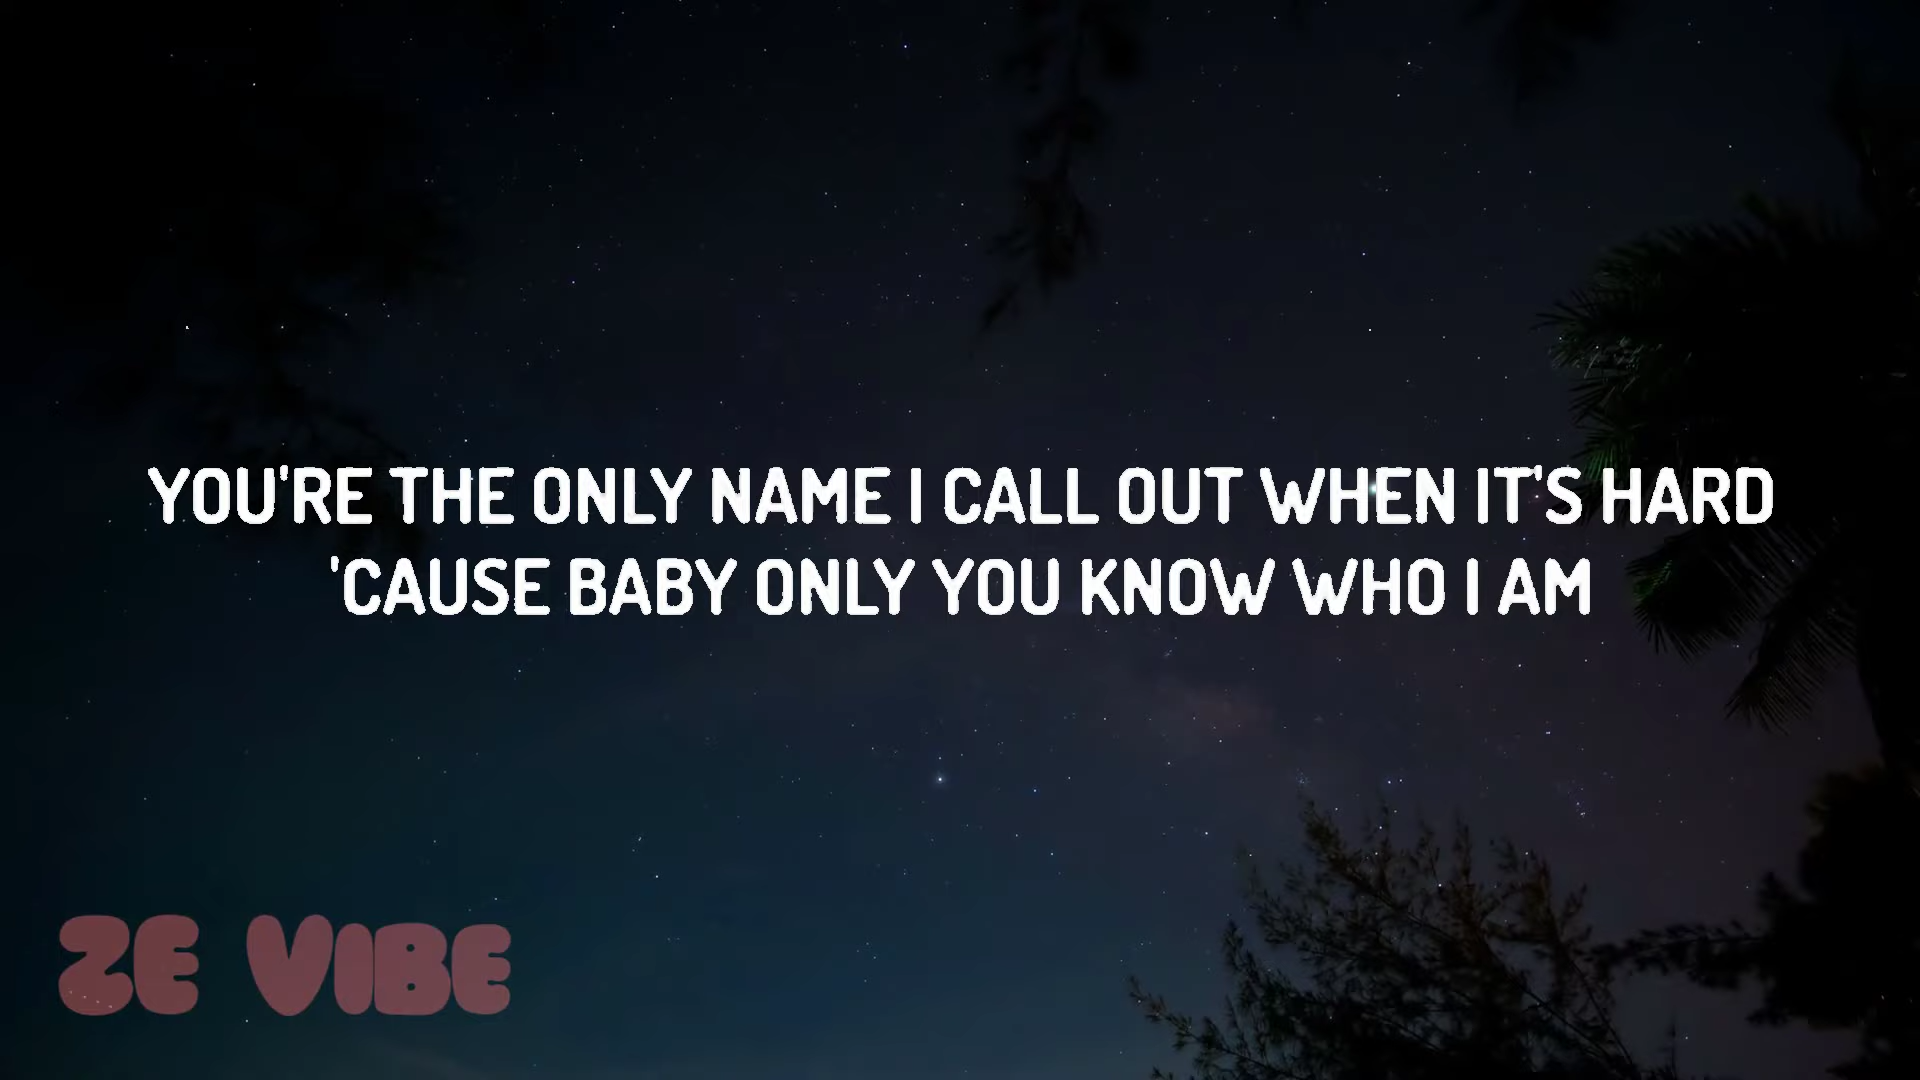 YOU'RE THE ONLY NAME I CALL OUT WHEN IT'S HARD
'CAUSE BABY ONLY YOU KNOW WHO I AM
ZE VIBE